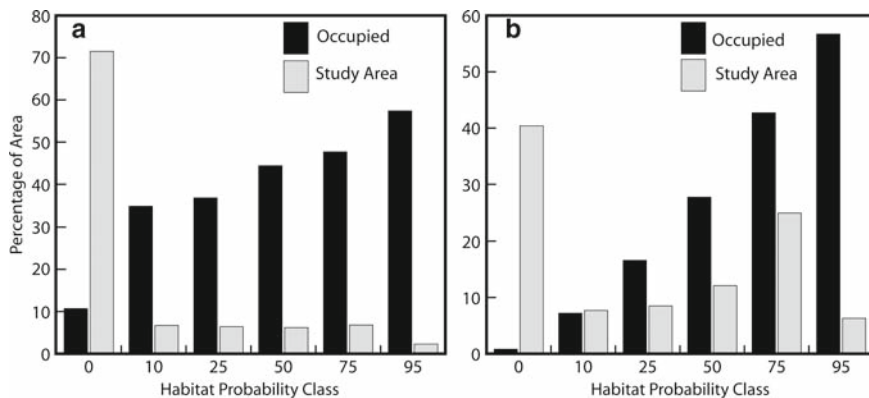 a
Occupied
Study Area
Percentage of Area
80
70
60
50
40
30
20
10
0
0 10 25 50 75 95
Habitat Probability Class
b
Occupied
Study Area
60
50
40
30
20
10
0
0 10 25 50 75 95
Habitat Probability Class